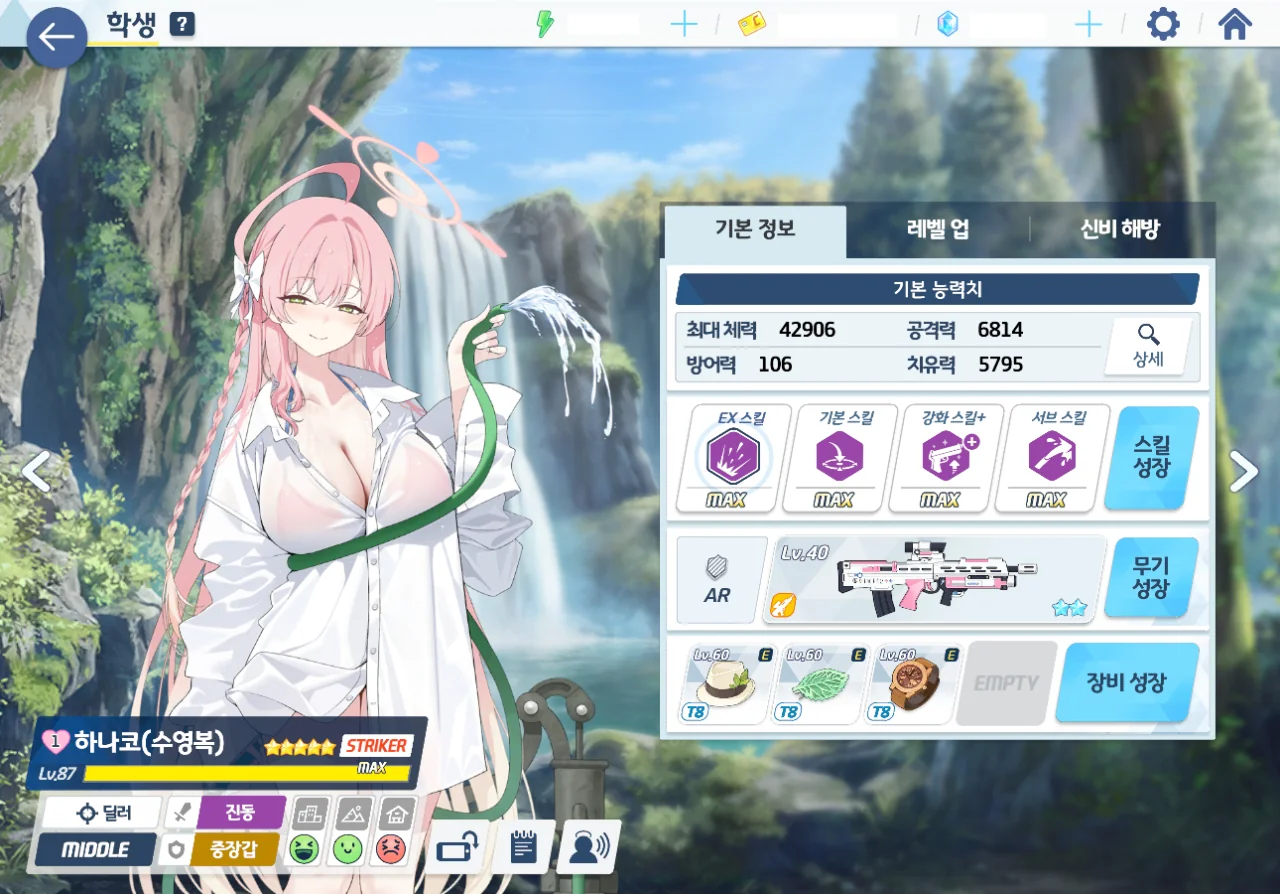 학생 ?
기본 정보 레벨 업 신비 해방
기본 능력치
최대 체력 42906 공격력 6814
방어력 106 치유력 5795
상세
EX 스킬 기본 스킬 강화 스킬+ 서브 스킬
MAX MAX MAX MAX
스킬
성장
AR
Lv.40
무기
성장
Lv.60 E Lv.60 E Lv.60 E
T8 T8 T8
EMPTY
장비 성장
1 하나코(수영복) STRIKER
Lv.87 MAX
딜러 진동
MIDDLE 중장갑